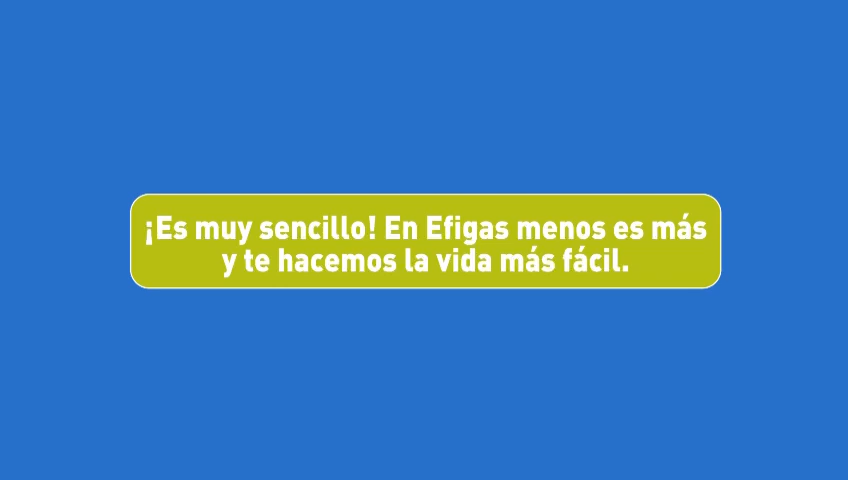 ¡Es muy sencillo! En Efigas menos es más
y te hacemos la vida más fácil.